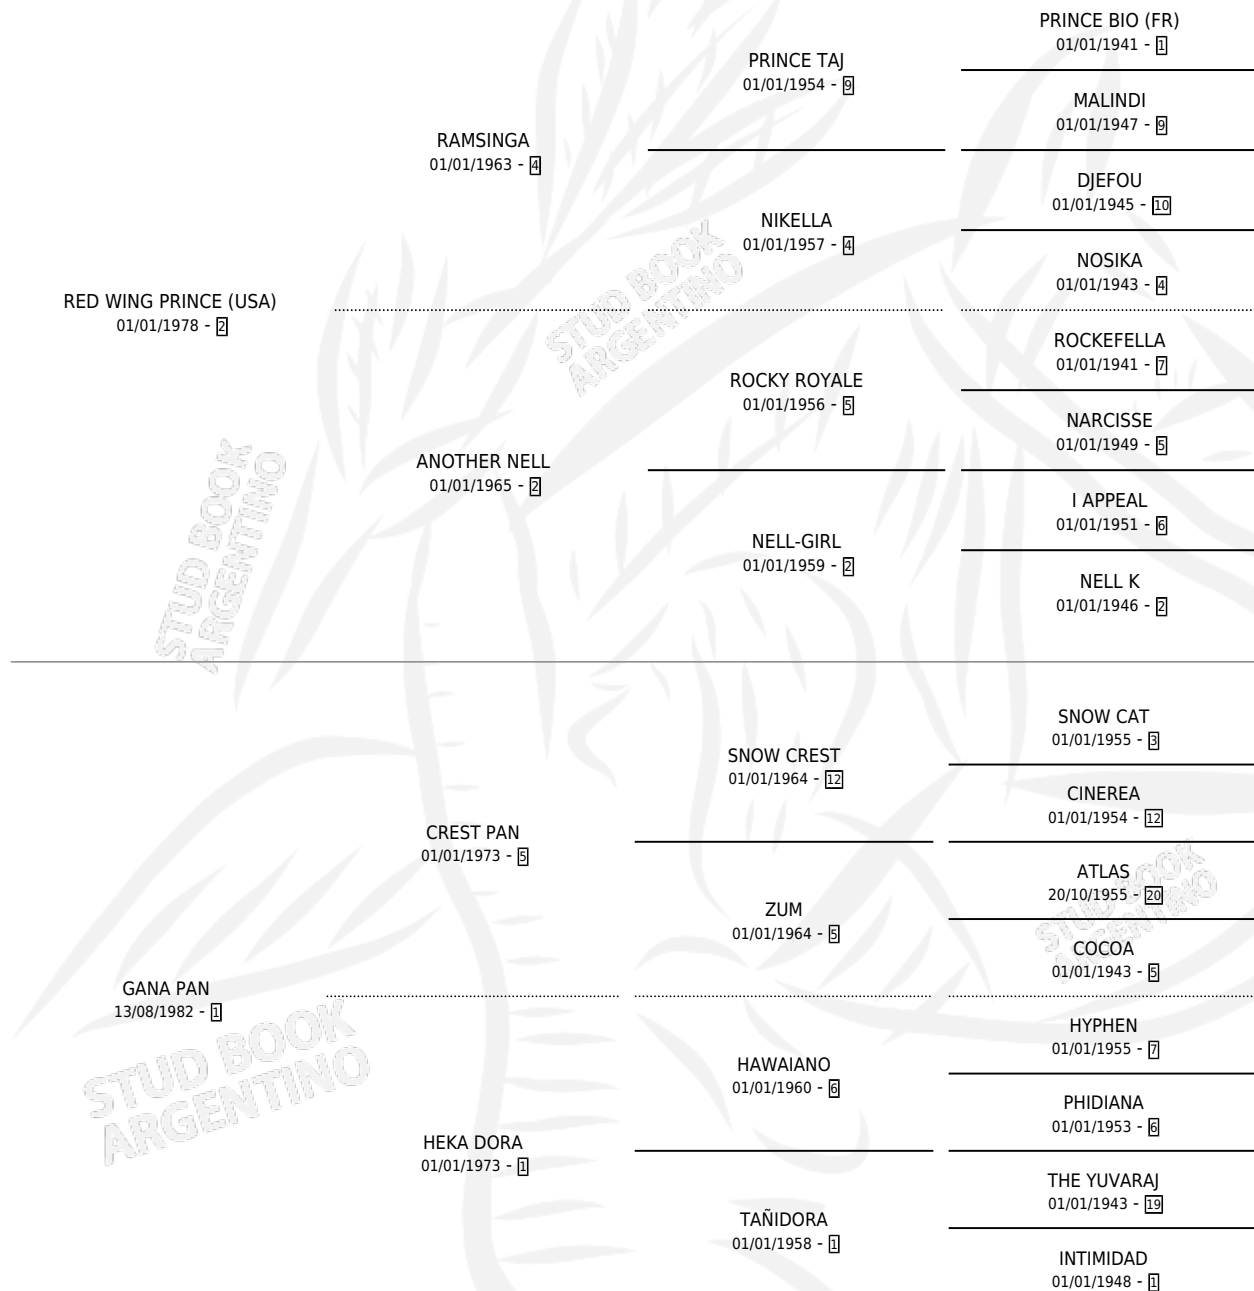 PRINCE BIO (FR)
01/01/1941 - 1
PRINCE TAJ
01/01/1954 - 9
MALINDI
01/01/1947 - 9
RAMSINGA
01/01/1963 - 4
DJEFOU
01/01/1945 - 10
NIKELLA
01/01/1957 - 4
NOSIKA
01/01/1943 - 4
RED WING PRINCE (USA)
01/01/1978 - 2
ROCKEFELLA
01/01/1941 - 7
ROCKY ROYALE
01/01/1956 - 5
NARCISSE
01/01/1949 - 5
ANOTHER NELL
01/01/1965 - 2
I APPEAL
01/01/1951 - 6
NELL-GIRL
01/01/1959 - 2
NELL K
01/01/1946 - 2
SNOW CAT
01/01/1955 - 3
SNOW CREST
01/01/1964 - 12
CINEREA
01/01/1954 - 12
CREST PAN
01/01/1973 - 5
ATLAS
20/10/1955 - 20
ZUM
01/01/1964 - 5
COCOA
01/01/1943 - 5
GANA PAN
13/08/1982 - 1
HYPHEN
01/01/1955 - 7
HAWAIANO
01/01/1960 - 6
PHIDIANA
01/01/1953 - 6
HEKA DORA
01/01/1973 - 1
THE YUVARAJ
01/01/1943 - 19
TAÑIDORA
01/01/1958 - 1
INTIMIDAD
01/01/1948 - 1
STUD BOOK
ARGENTINO
STUD BOOK
ARGENTINO
STUD BOOK
ARGENTINO
STUD BOOK
ARGENTINO